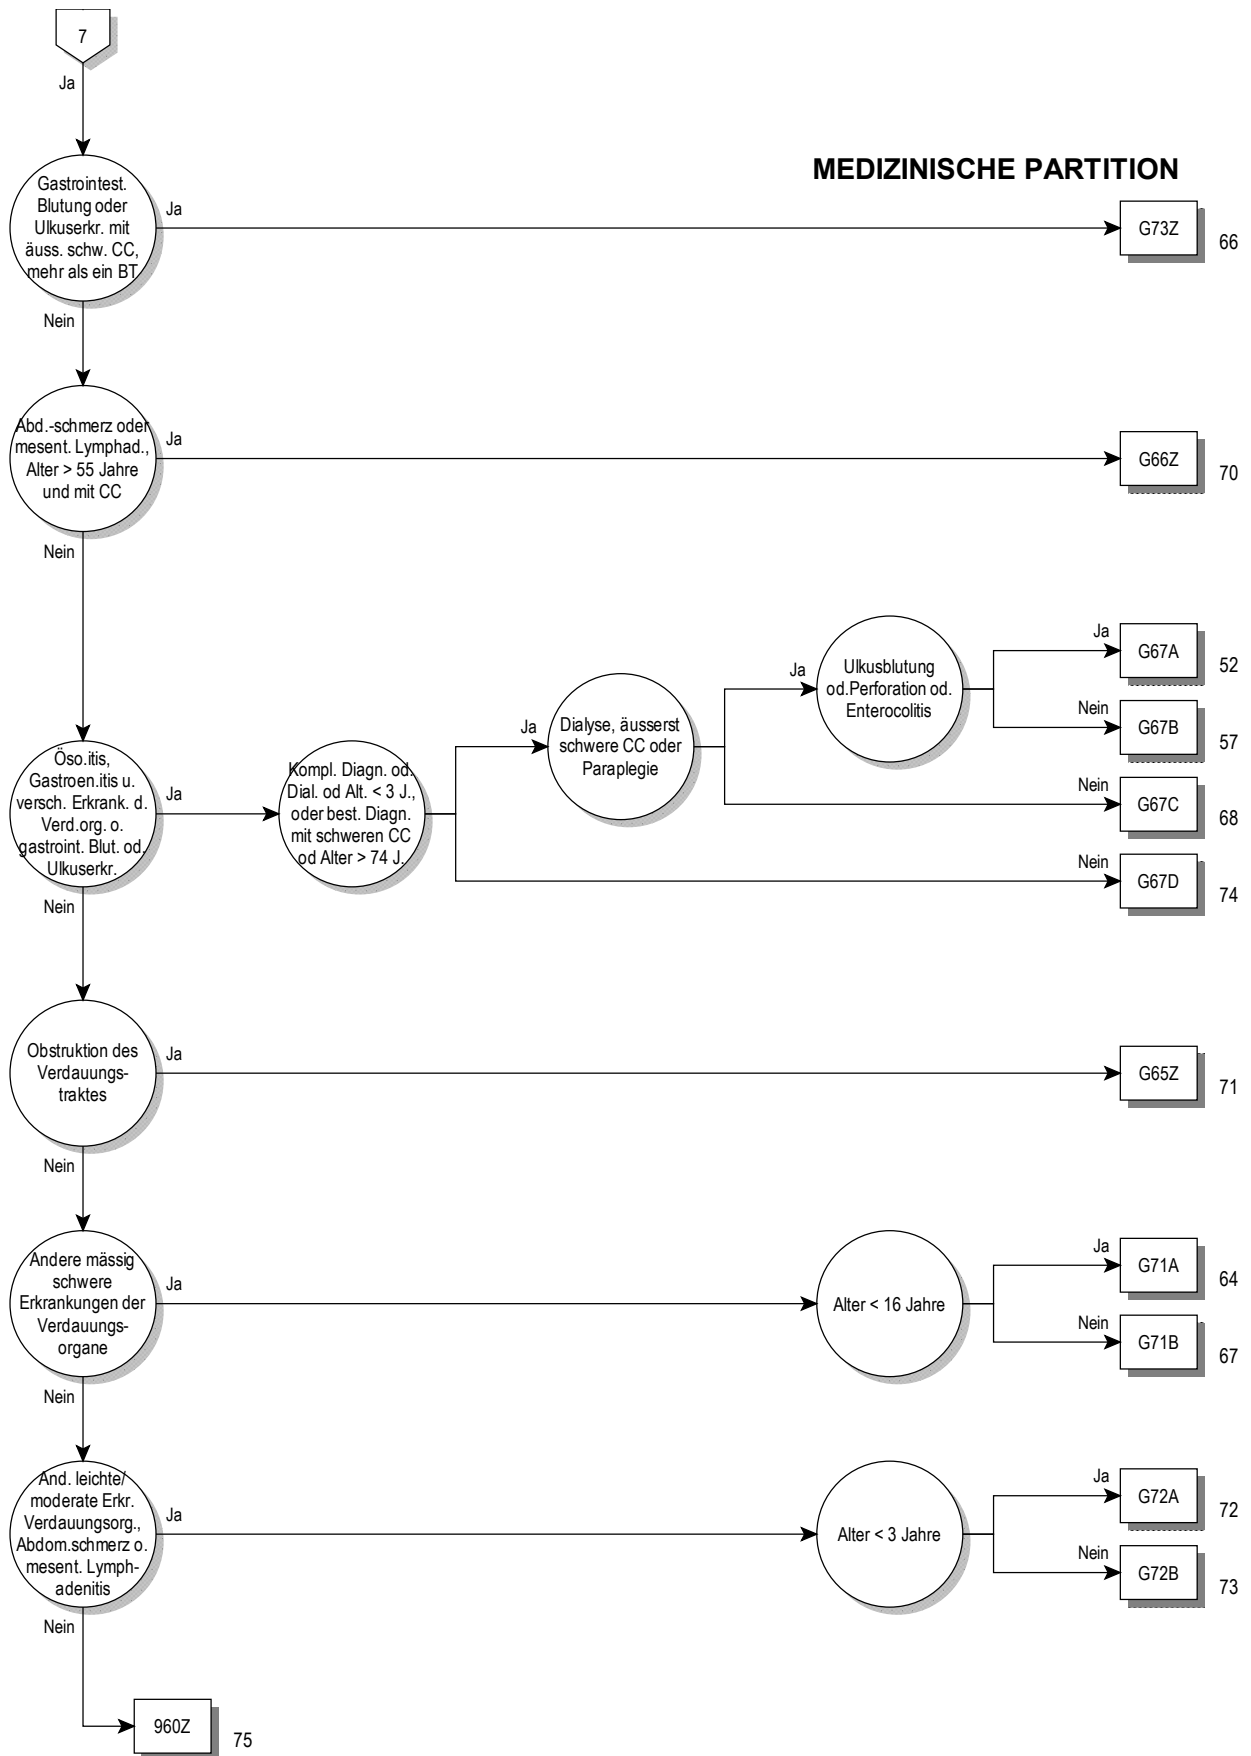 7
Ja
MEDIZINISCHE PARTITION
Gastrointest.
Blutung oder
Ulkuserkr. mit
äuss. schw. CC,
mehr als ein BT
Ja
G73Z
66
Nein
Abd.-schmerz oder
mesent. Lymphad.,
Alter > 55 Jahre
und mit CC
Ja
G66Z
70
Nein
Öso.itis,
Gastroen.itis u.
versch. Erkrank. d.
Verd.org. o.
gastroint. Blut. od.
Ulkuserkr.
Ja
Kompl. Diagn. od.
Dial. od Alt. < 3 J.,
oder best. Diagn.
mit schweren CC
od Alter > 74 J.
Ja
Dialyse, äusserst
schwere CC oder
Paraplegie
Ja
Ulkusblutung
od.Perforation od.
Enterocolitis
Ja
G67A
52
Nein
G67B
57
Nein
G67C
68
Nein
G67D
74
Nein
Obstruktion des
Verdauungs-
traktes
Ja
G65Z
71
Nein
Andere mässig
schwere
Erkrankungen der
Verdauungs-
organe
Ja
Alter < 16 Jahre
Ja
G71A
64
Nein
G71B
67
Nein
And. leichte/
moderate Erkr.
Verdauungsorg.,
Abdom.schmerz o.
mesent. Lymph-
adenitis
Ja
Alter < 3 Jahre
Ja
G72A
72
Nein
G72B
73
Nein
960Z
75